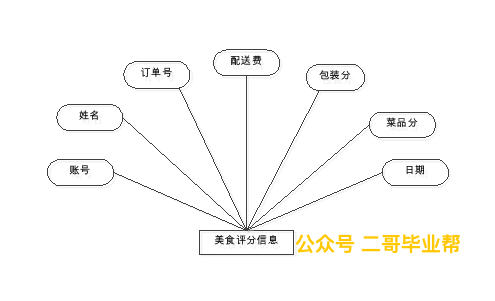 配送费
订单号
包装分
姓名
菜品分
账号
日期
美食评分信息
公众号 二哥毕业帮